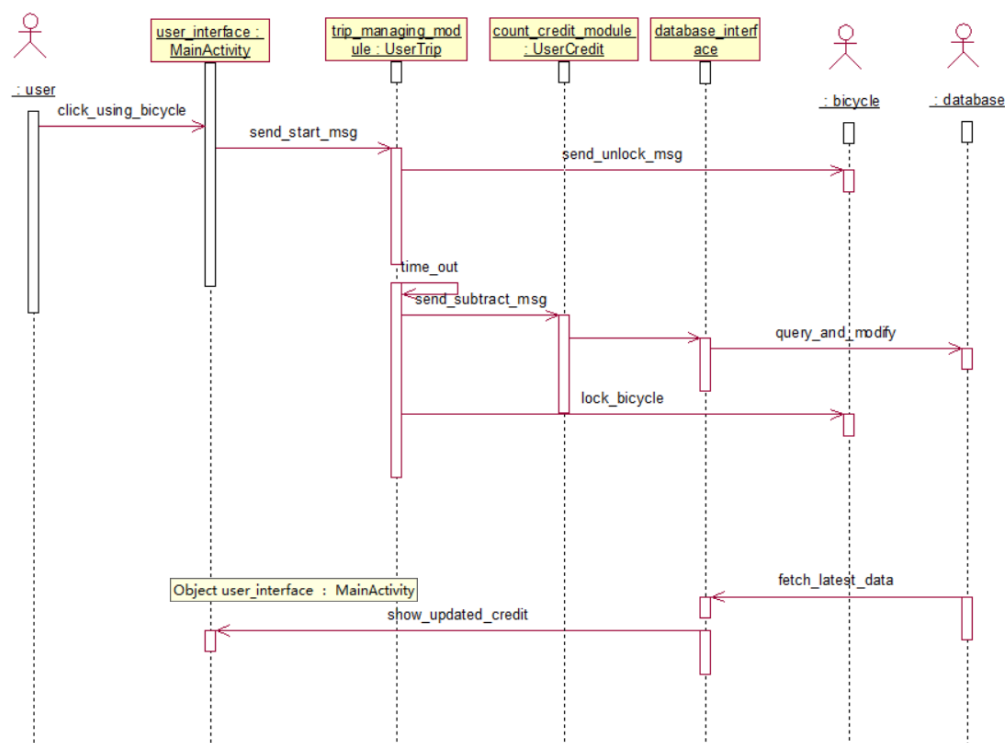 user_interface :
MainActivity
trip_managing_mod
ule : UserTrip
count_credit_module
: UserCredit
database_interf
ace
: user
: bicycle
: database
click_using_bicycle
send_start_msg
send_unlock_msg
time_out
send_subtract_msg
query_and_modify
lock_bicycle
Object user_interface : MainActivity
fetch_latest_data
show_updated_credit